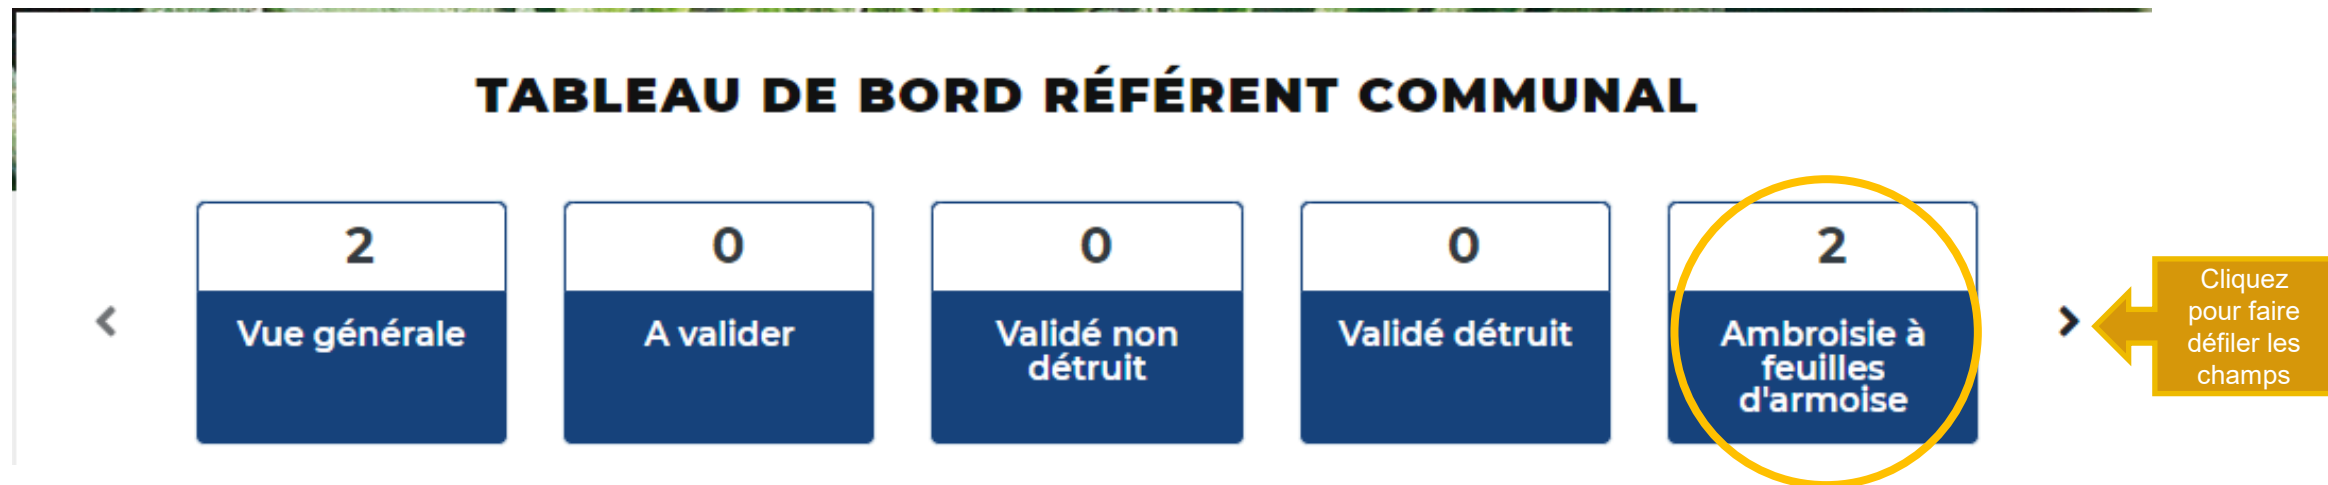 TABLEAU DE BORD RÉFÉRENT COMMUNAL
2
Vue générale
0
A valider
0
Validé non
détruit
0
Validé détruit
2
Ambroisie à
feuilles
d'armoise
Cliquez
pour faire
défiler les
champs